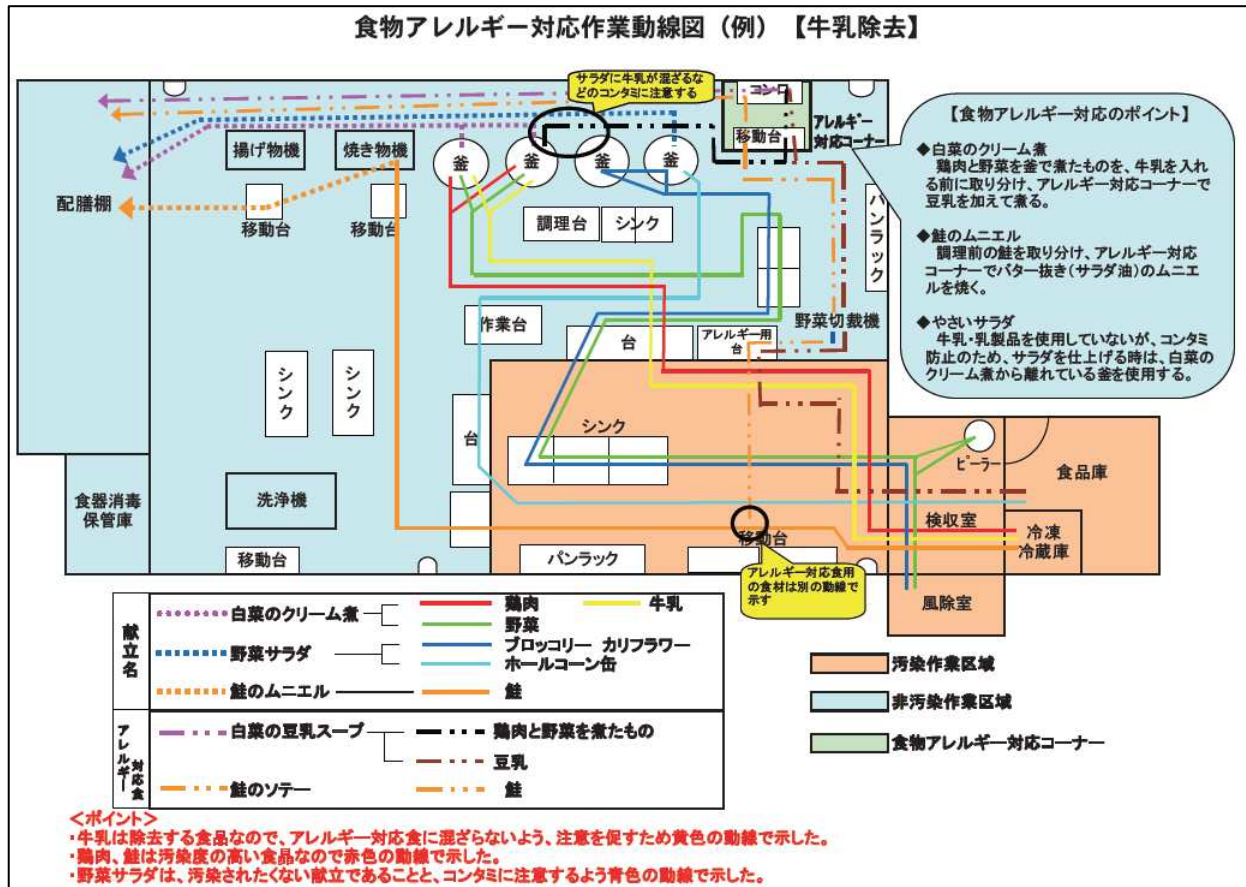 食物アレルギー対応作業動線図（例）【牛乳除去】
サラダに牛乳が混ざるな
どのコンタミに注意する
コンロ
移動台
アレルギー
対応コーナー
揚げ物機
焼き物機
釜
釜
釜
釜
配膳棚
移動台
移動台
調理台
シンク
パンラック
作業台
台
アレルギー用
台
野菜切裁機
シンク
シンク
台
シンク
ピーラー
食品庫
食器消毒
保管庫
洗浄機
検収室
冷凍
冷蔵庫
移動台
移動台
パンラック
風除室
アレルギー対応食用
の食材は別の動線で
示す
【食物アレルギー対応のポイント】
◆白菜のクリーム煮
鶏肉と野菜を釜で煮たものを、牛乳を入れ
る前に取り分け、アレルギー対応コーナーで
豆乳を加えて煮る。
◆鮭のムニエル
調理前の鮭を取り分け、アレルギー対応
コーナーでバター抜き（サラダ油）のムニエ
ルを焼く。
◆やさいサラダ
牛乳・乳製品を使用していないが、コンタミ
防止のため、サラダを仕上げる時は、白菜の
クリーム煮から離れている釜を使用する。
献立名
白菜のクリーム煮
鶏肉
牛乳
野菜
野菜サラダ
ブロッコリー　カリフラワー
ホールコーン缶
鮭のムニエル
鮭
アレルギー対応食
白菜の豆乳スープ
鶏肉と野菜を煮たもの
豆乳
鮭のソテー
鮭
汚染作業区域
非汚染作業区域
食物アレルギー対応コーナー
＜ポイント＞
・牛乳は除去する食品なので、アレルギー対応食に混ざらないよう、注意を促すため黄色の動線で示した。
・鶏肉、鮭は汚染度の高い食品なので赤色の動線で示した。
・野菜サラダは、汚染されたくない献立であることと、コンタミに注意するよう青色の動線で示した。